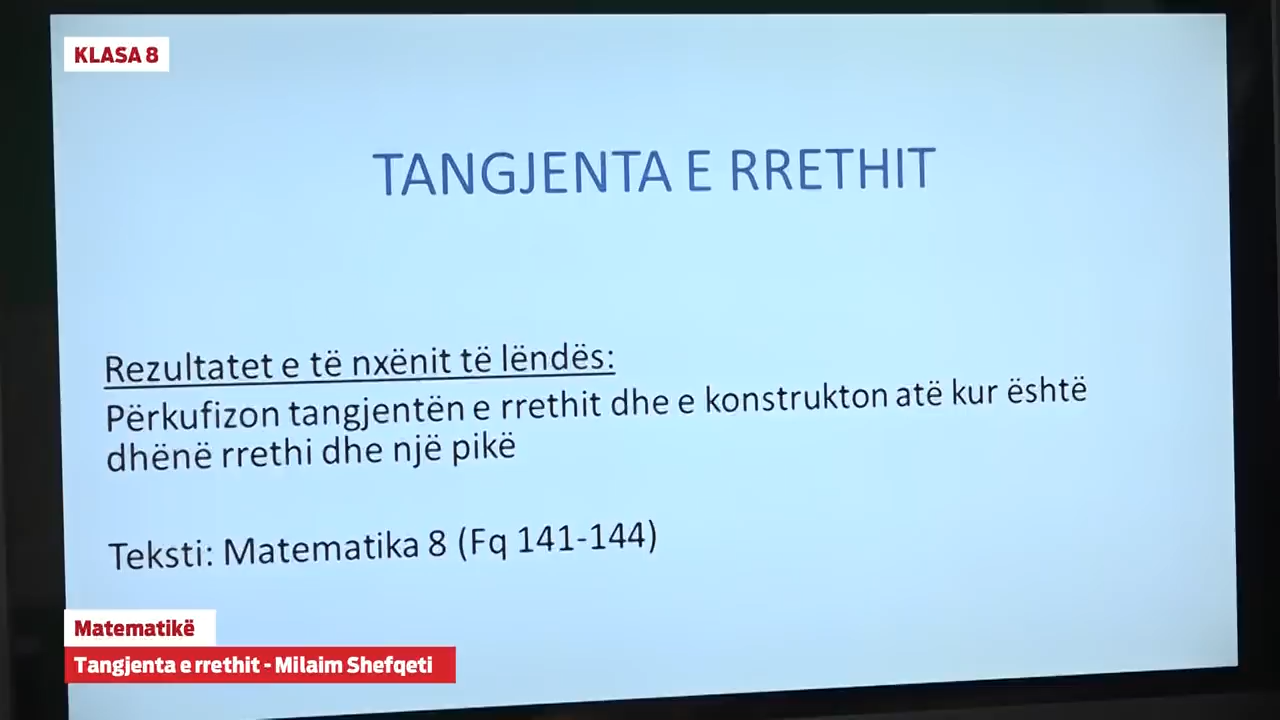 KLASA 8
TANGJENTA E RRETHIT
Rezultatet e të nxënit të lëndës:
Përkufizon tangjentën e rrethit dhe e konstrukton atë kur është
dhënë rrethi dhe një pikë
Teksti: Matematika 8 (Fq 141-144)
Matematikë
Tangjenta e rrethit - Milaim Shefqeti